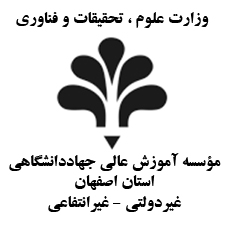 وزارت علوم ، تحقیقات و فناوری
مؤسسه آموزش عالی جهاددانشگاهی
استان اصفهان
غیردولتی - غیرانتفاعی